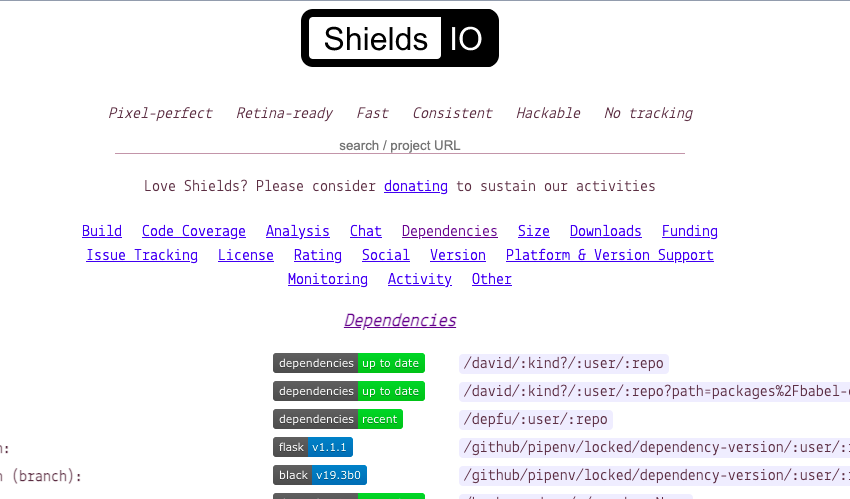 Shields IO
Pixel-perfect Retina-ready Fast Consistent Hackable No tracking
search / project URL
Love Shields? Please consider donating to sustain our activities
Build Code Coverage Analysis Chat Dependencies Size Downloads Funding
Issue Tracking License Rating Social Version Platform & Version Support
Monitoring Activity Other
Dependencies
dependencies up to date /david/:kind?/:user/:repo
dependencies up to date /david/:kind?/:user/:repo?path=packages%2Fbabel-
dependencies recent /depfu/:user/:repo
flask v1.1.1 /github/pipenv/locked/dependency-version/:user/:
(branch): black v19.3b0 /github/pipenv/locked/dependency-version/:user/: